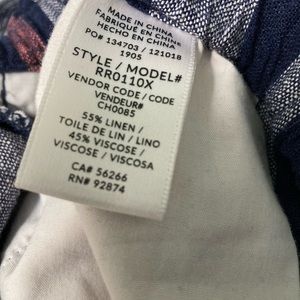 MADE IN CHINA
FABRIQUÉ EN CHINE
HECHO EN CHINA
PO# 134703 / 121018
1905
STYLE / MODEL#
RR0110X
VENDOR CODE / CODE
VENDEUR#
CH0085
55% LINEN /
TOILE DE LIN / LINO
45% VISCOSE /
VISCOSE / VISCOSA
CA# 56266
RN# 92874